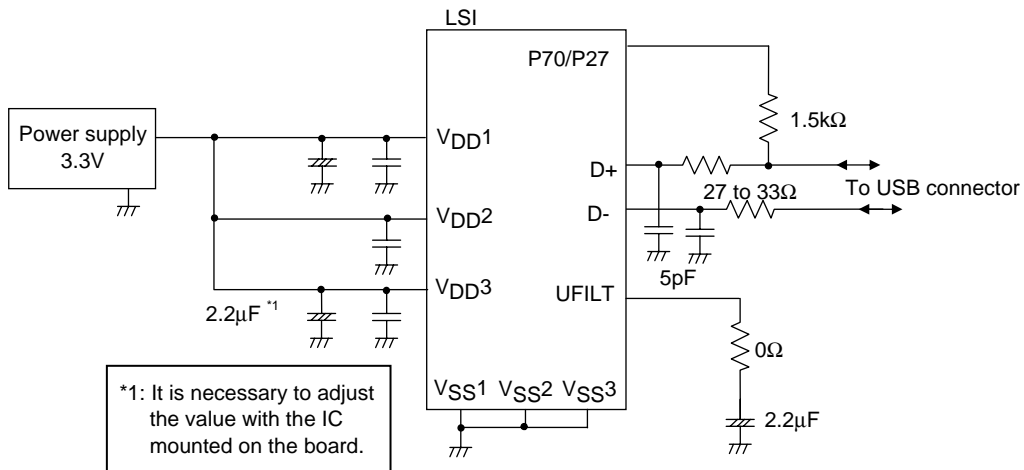 LSI
P70/P27
Power supply
3.3V
VDD1
1.5kΩ
D+
27 to 33Ω
To USB connector
VDD2
D-
5pF
VDD3
UFILT
2.2μF *1
0Ω
*1: It is necessary to adjust
the value with the IC
mounted on the board.
VSS1
VSS2
VSS3
2.2μF